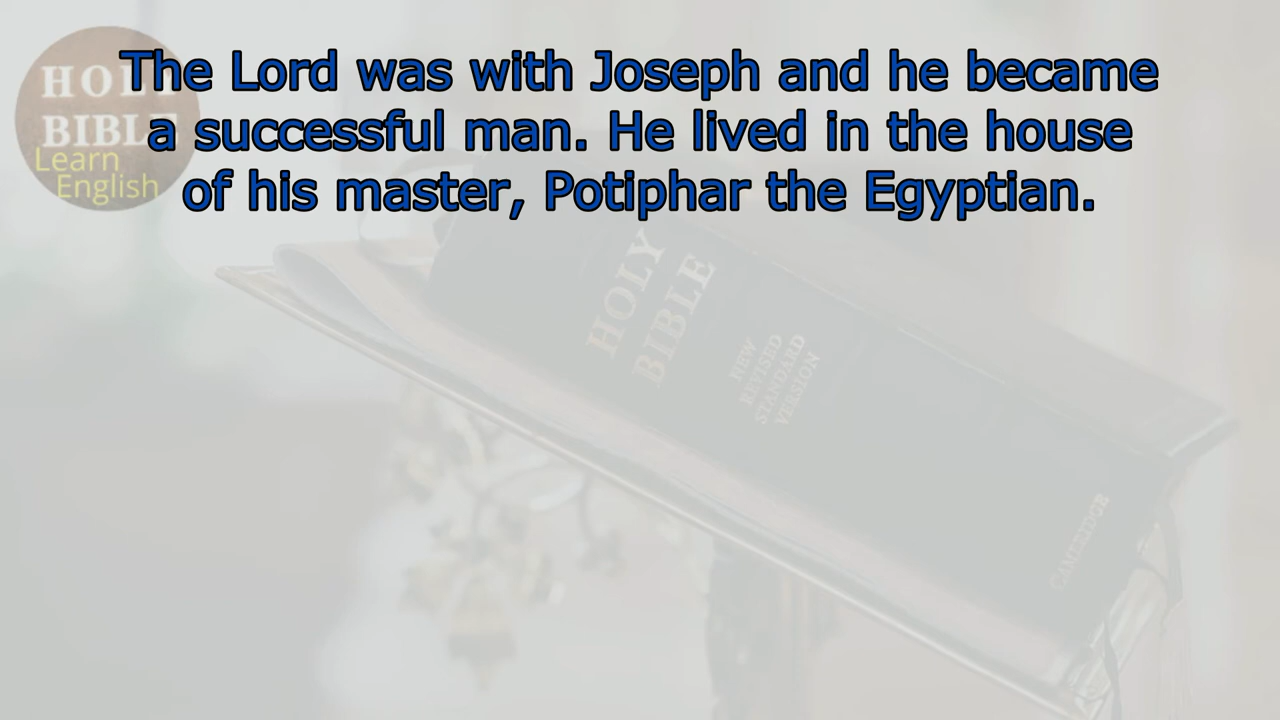 The Lord was with Joseph and he became
a successful man. He lived in the house
of his master, Potiphar the Egyptian.
HOLY
BIBLE
Learn
English
HOLY
BIBLE
NEW
REVISED
STANDARD
VERSION
CAMBRIDGE